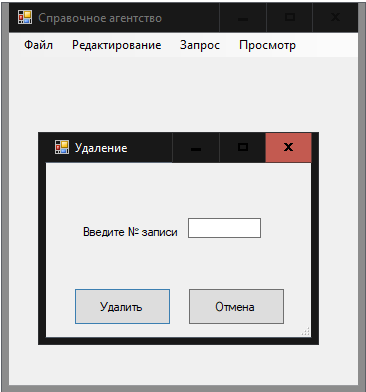 Справочное агентство
Файл Редактирование Запрос Просмотр
Удаление
Введите № записи
Удалить Отмена